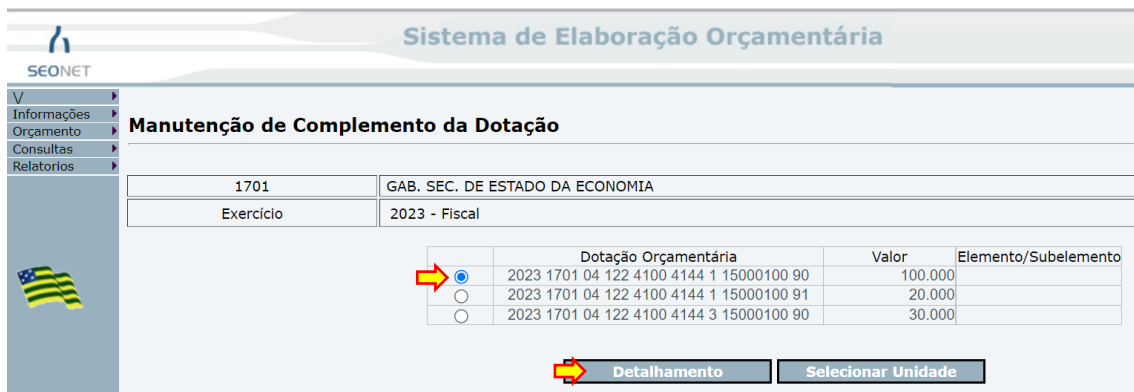 Sistema de Elaboração Orçamentária
SEONET
V
Informações
Orçamento
Consultas
Relatorios
Manutenção de Complemento da Dotação
1701 GAB. SEC. DE ESTADO DA ECONOMIA
Exercício 2023 - Fiscal
Dotação Orçamentária Valor Elemento/Subelemento
2023 1701 04 122 4100 4144 1 15000100 90 100.000
2023 1701 04 122 4100 4144 1 15000100 91 20.000
2023 1701 04 122 4100 4144 3 15000100 90 30.000
Detalhamento Selecionar Unidade